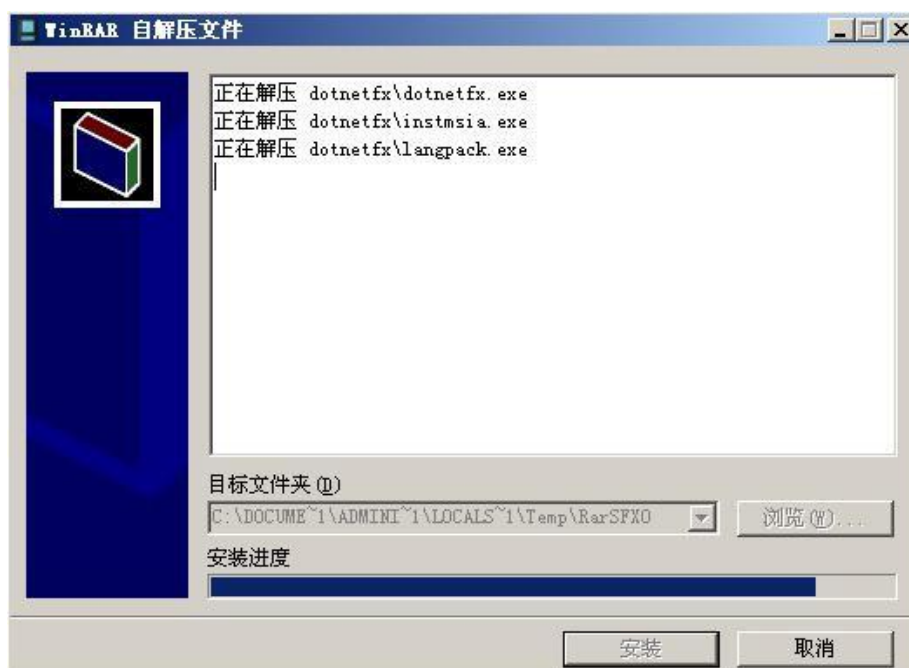 WinRAR 自解压文件
正在解压 dotnetfx\dotnetfx.exe
正在解压 dotnetfx\instmsia.exe
正在解压 dotnetfx\langpack.exe
目标文件夹(D)
C:\DOCUME~1\ADMINI~1\LOCALS~1\Temp\RarSFX0
浏览(W)...
安装进度
安装
取消